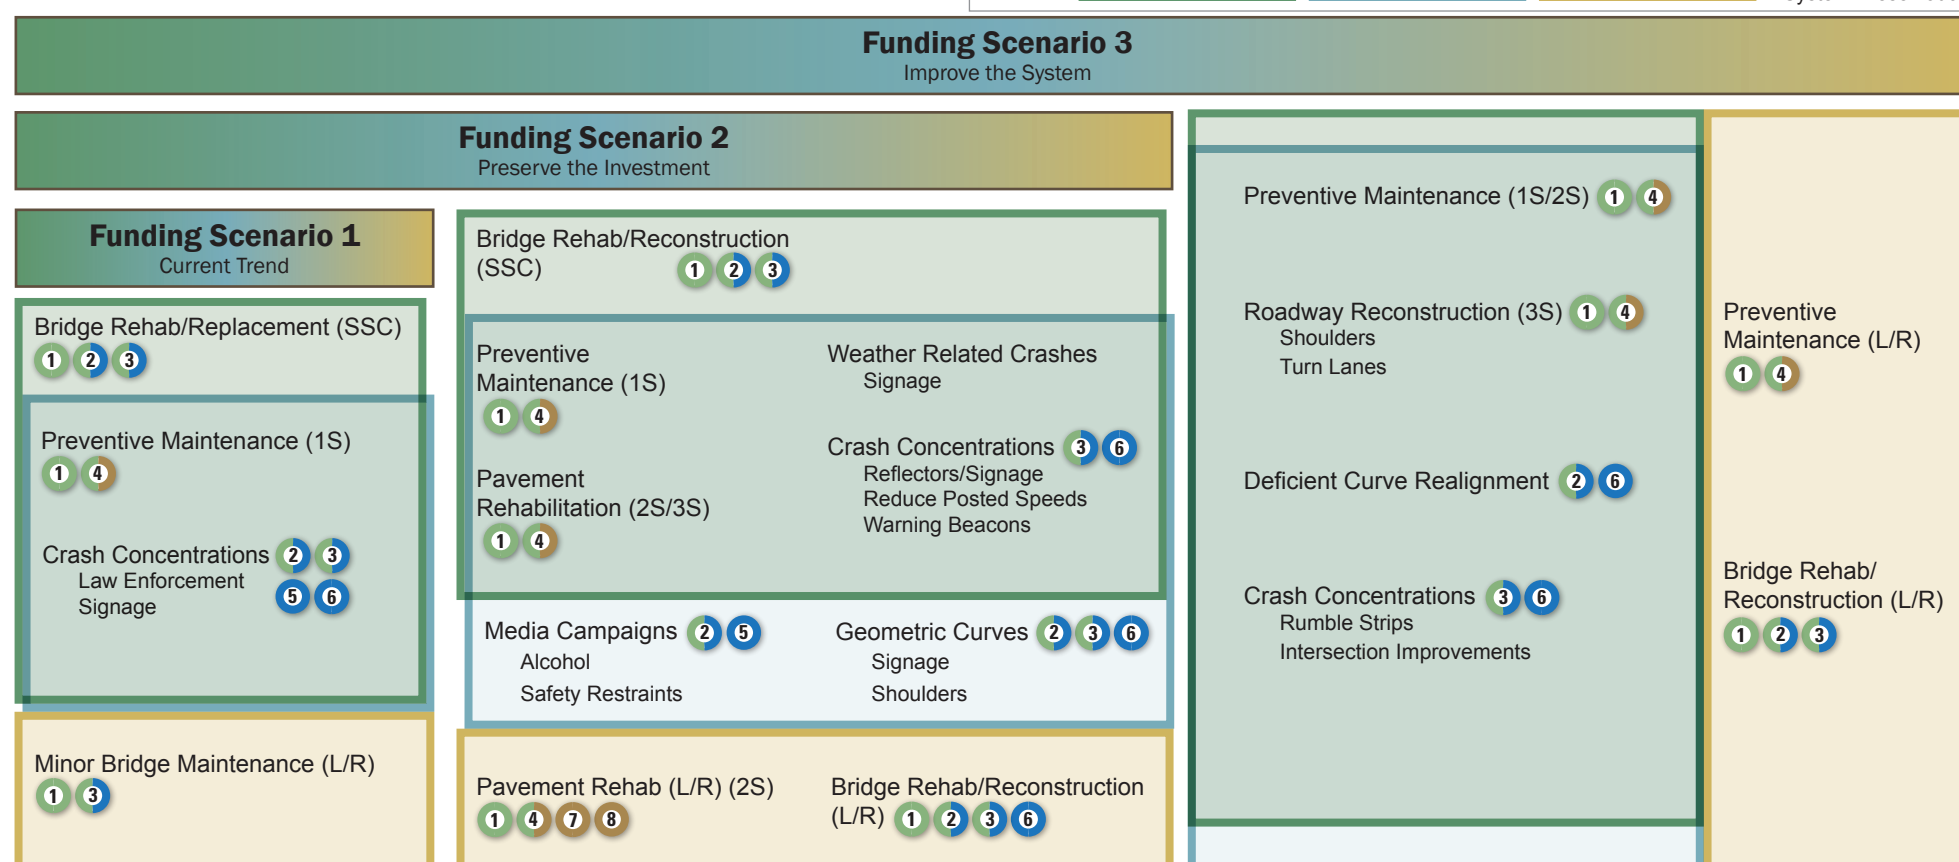 Funding Scenario 3
Improve the System
Funding Scenario 2
Preserve the Investment
Funding Scenario 1
Current Trend
Bridge Rehab/Replacement (SSC)
1 2 3
Preventive Maintenance (1S)
1 4
Crash Concentrations 2 3
Law Enforcement
Signage
5 6
Minor Bridge Maintenance (L/R)
1 3
Bridge Rehab/Reconstruction
(SSC) 1 2 3
Preventive
Maintenance (1S)
1 4
Pavement
Rehabilitation (2S/3S)
1 4
Weather Related Crashes
Signage
Crash Concentrations 3 6
Reflectors/Signage
Reduce Posted Speeds
Warning Beacons
Media Campaigns 2 5
Alcohol
Safety Restraints
Geometric Curves 2 3 6
Signage
Shoulders
Pavement Rehab (L/R) (2S)
1 4 7 8
Bridge Rehab/Reconstruction
(L/R) 1 2 3 6
Preventive Maintenance (1S/2S) 1 4
Roadway Reconstruction (3S) 1 4
Shoulders
Turn Lanes
Deficient Curve Realignment 2 6
Crash Concentrations 3 6
Rumble Strips
Intersection Improvements
Preventive
Maintenance (L/R)
1 4
Bridge Rehab/
Reconstruction (L/R)
1 2 3